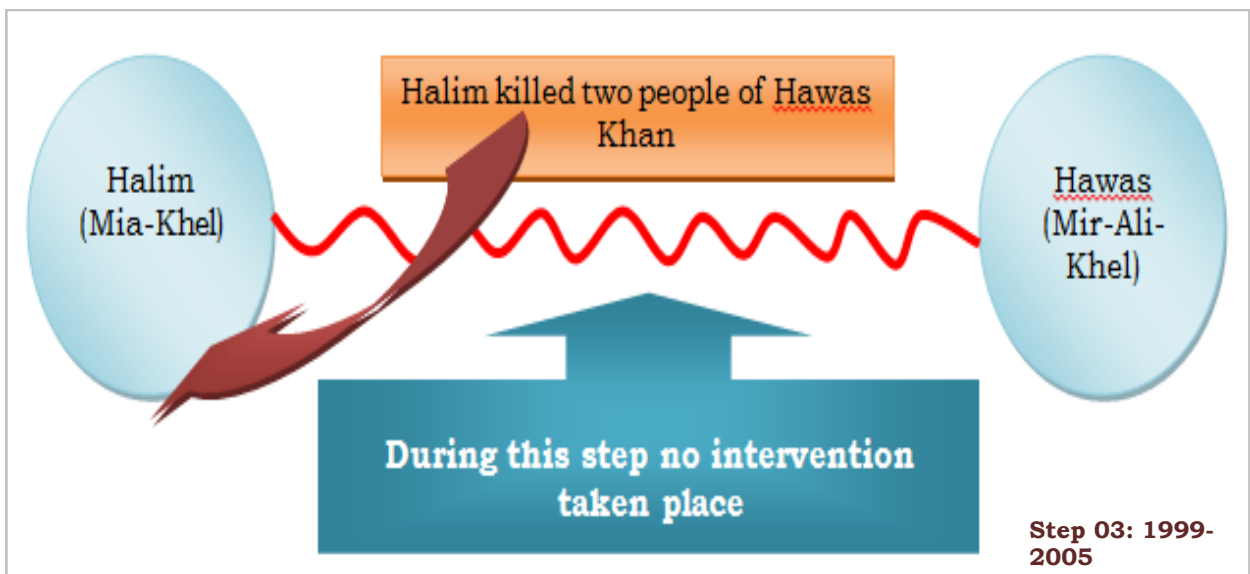 Halim killed two people of Hawas
Khan
Halim
(Mia-Khel)
Hawas
(Mir-Ali-
Khel)
During this step no intervention
taken place
Step 03: 1999-
2005